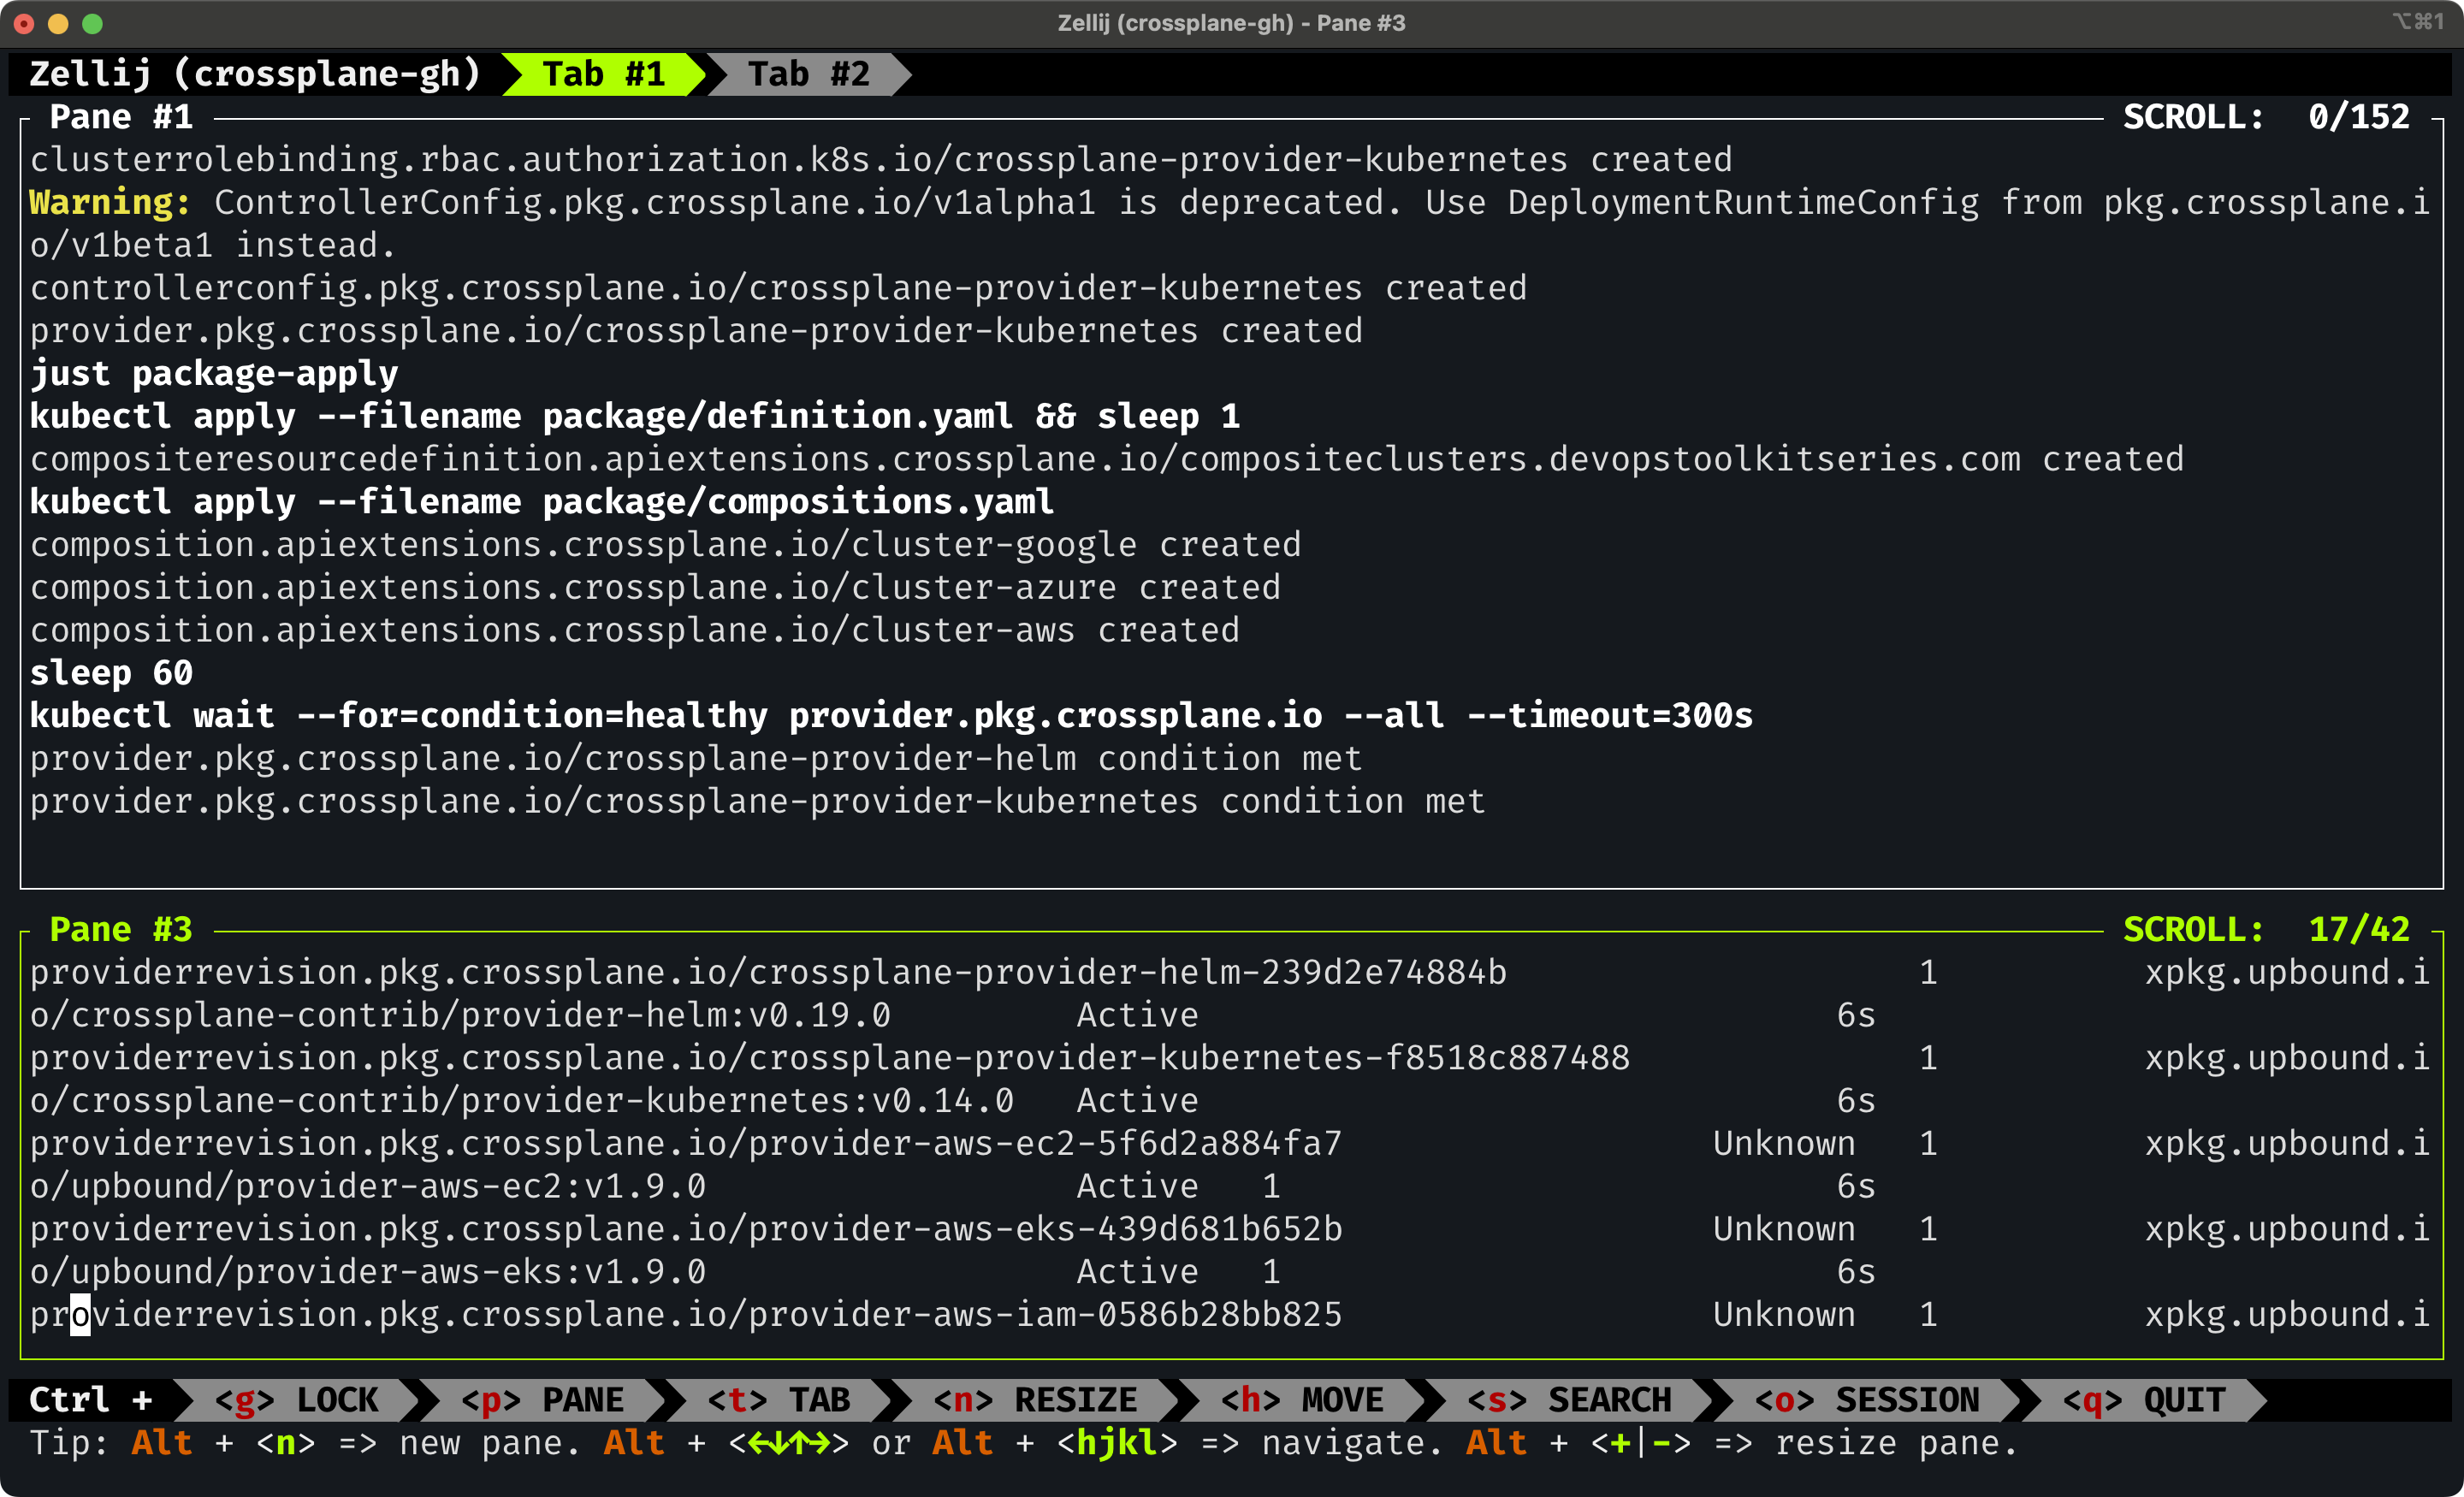 Zellij (crossplane-gh) - Pane #3
⌥⌘1
Zellij (crossplane-gh) Tab #1 Tab #2
Pane #1 SCROLL: 0/152
clusterrolebinding.rbac.authorization.k8s.io/crossplane-provider-kubernetes created
Warning: ControllerConfig.pkg.crossplane.io/v1alpha1 is deprecated. Use DeploymentRuntimeConfig from pkg.crossplane.i
o/v1beta1 instead.
controllerconfig.pkg.crossplane.io/crossplane-provider-kubernetes created
provider.pkg.crossplane.io/crossplane-provider-kubernetes created
just package-apply
kubectl apply --filename package/definition.yaml && sleep 1
compositeresourcedefinition.apiextensions.crossplane.io/compositeclusters.devopstoolkitseries.com created
kubectl apply --filename package/compositions.yaml
composition.apiextensions.crossplane.io/cluster-google created
composition.apiextensions.crossplane.io/cluster-azure created
composition.apiextensions.crossplane.io/cluster-aws created
sleep 60
kubectl wait --for=condition=healthy provider.pkg.crossplane.io --all --timeout=300s
provider.pkg.crossplane.io/crossplane-provider-helm condition met
provider.pkg.crossplane.io/crossplane-provider-kubernetes condition met
Pane #3 SCROLL: 17/42
providerrevision.pkg.crossplane.io/crossplane-provider-helm-239d2e74884b 1 xpkg.upbound.i
o/crossplane-contrib/provider-helm:v0.19.0 Active 6s
providerrevision.pkg.crossplane.io/crossplane-provider-kubernetes-f8518c887488 1 xpkg.upbound.i
o/crossplane-contrib/provider-kubernetes:v0.14.0 Active 6s
providerrevision.pkg.crossplane.io/provider-aws-ec2-5f6d2a884fa7 Unknown 1 xpkg.upbound.i
o/upbound/provider-aws-ec2:v1.9.0 Active 1 6s
providerrevision.pkg.crossplane.io/provider-aws-eks-439d681b652b Unknown 1 xpkg.upbound.i
o/upbound/provider-aws-eks:v1.9.0 Active 1 6s
providerrevision.pkg.crossplane.io/provider-aws-iam-0586b28bb825 Unknown 1 xpkg.upbound.i
Ctrl + <g> LOCK <p> PANE <t> TAB <n> RESIZE <h> MOVE <s> SEARCH <o> SESSION <q> QUIT
Tip: Alt + <n> => new pane. Alt + <←↓↑→> or Alt + <hjkl> => navigate. Alt + <+|-> => resize pane.